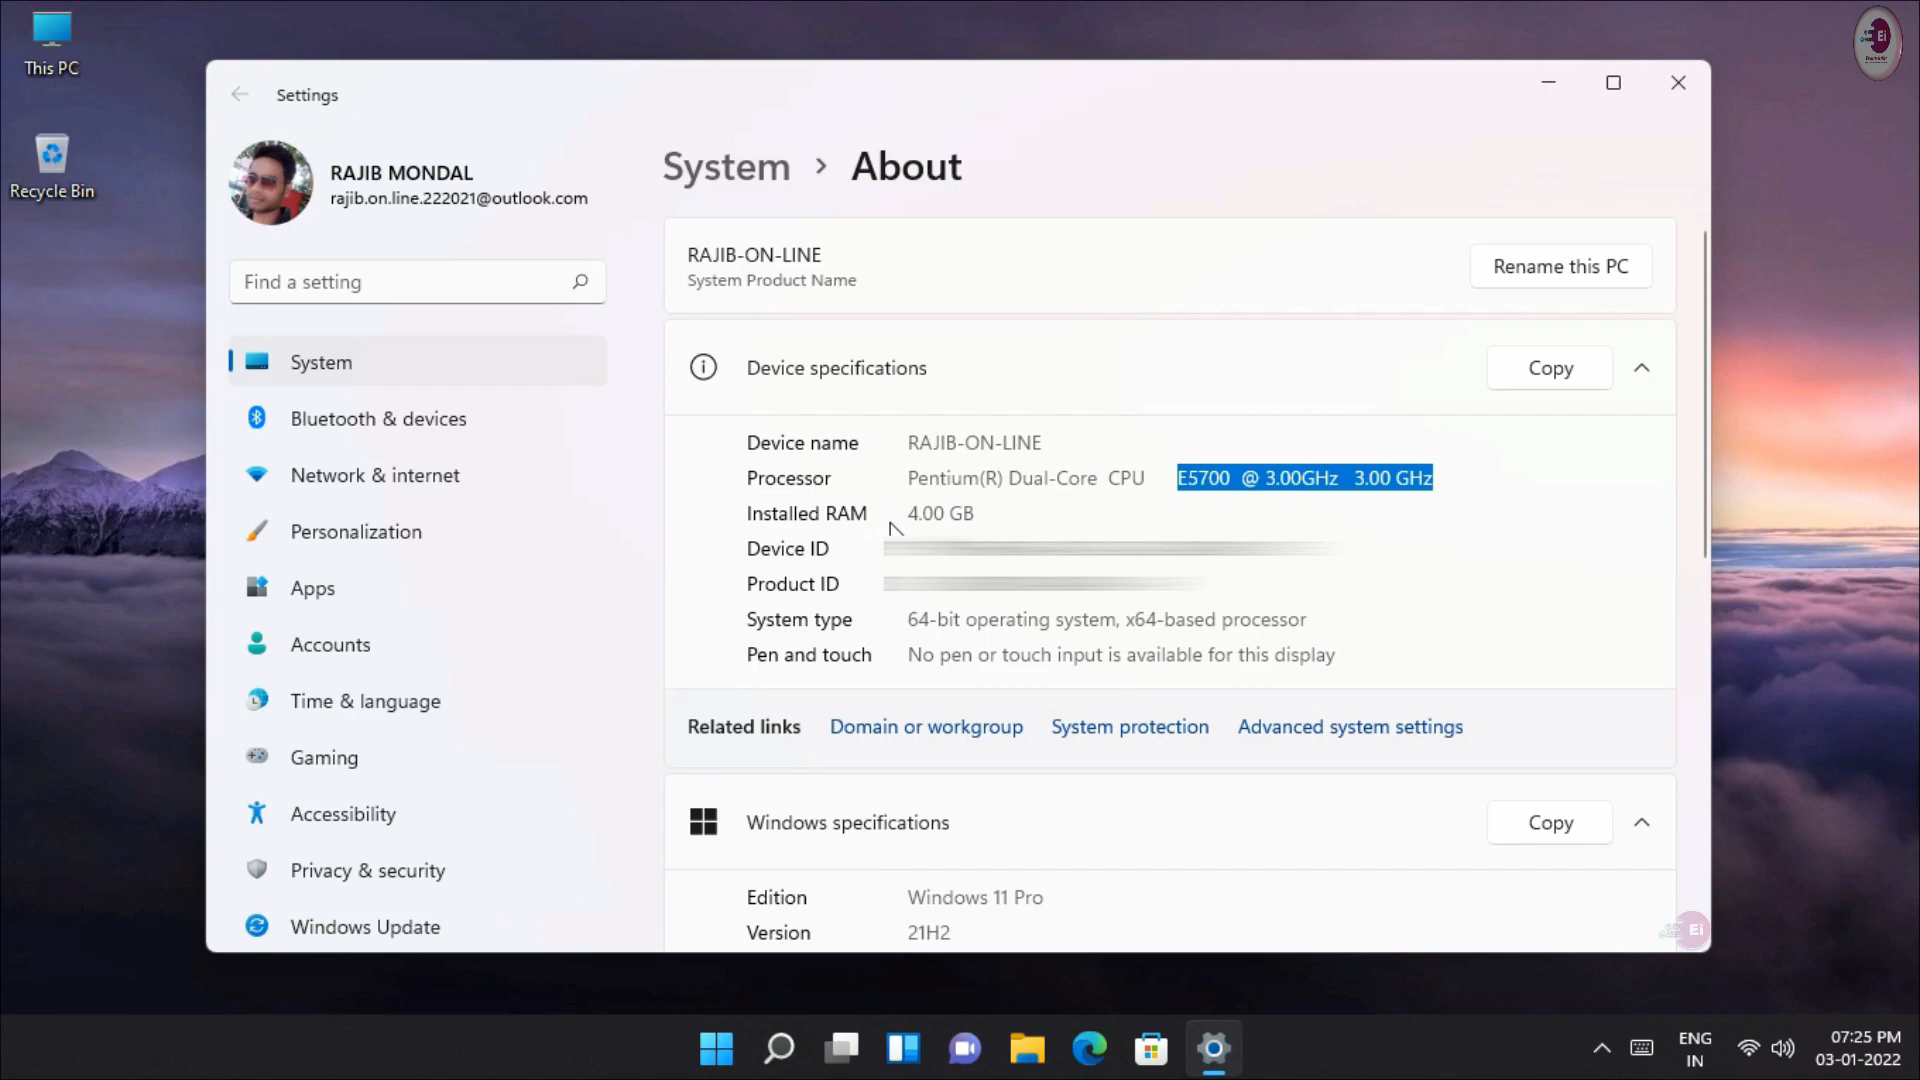 This PC
Recycle Bin
Ei
Settings
RAJIB MONDAL
rajib.on.line.222021@outlook.com
Find a setting
System
Bluetooth & devices
Network & internet
Personalization
Apps
Accounts
Time & language
Gaming
Accessibility
Privacy & security
Windows Update
System › About
RAJIB-ON-LINE
System Product Name
Rename this PC
Device specifications
Copy
Device name RAJIB-ON-LINE
Processor Pentium(R) Dual-Core CPU E5700 @ 3.00GHz 3.00 GHz
Installed RAM 4.00 GB
Device ID
Product ID
System type 64-bit operating system, x64-based processor
Pen and touch No pen or touch input is available for this display
Related links Domain or workgroup System protection Advanced system settings
Windows specifications
Copy
Edition Windows 11 Pro
Version 21H2
Ei
ENG
IN
07:25 PM
03-01-2022